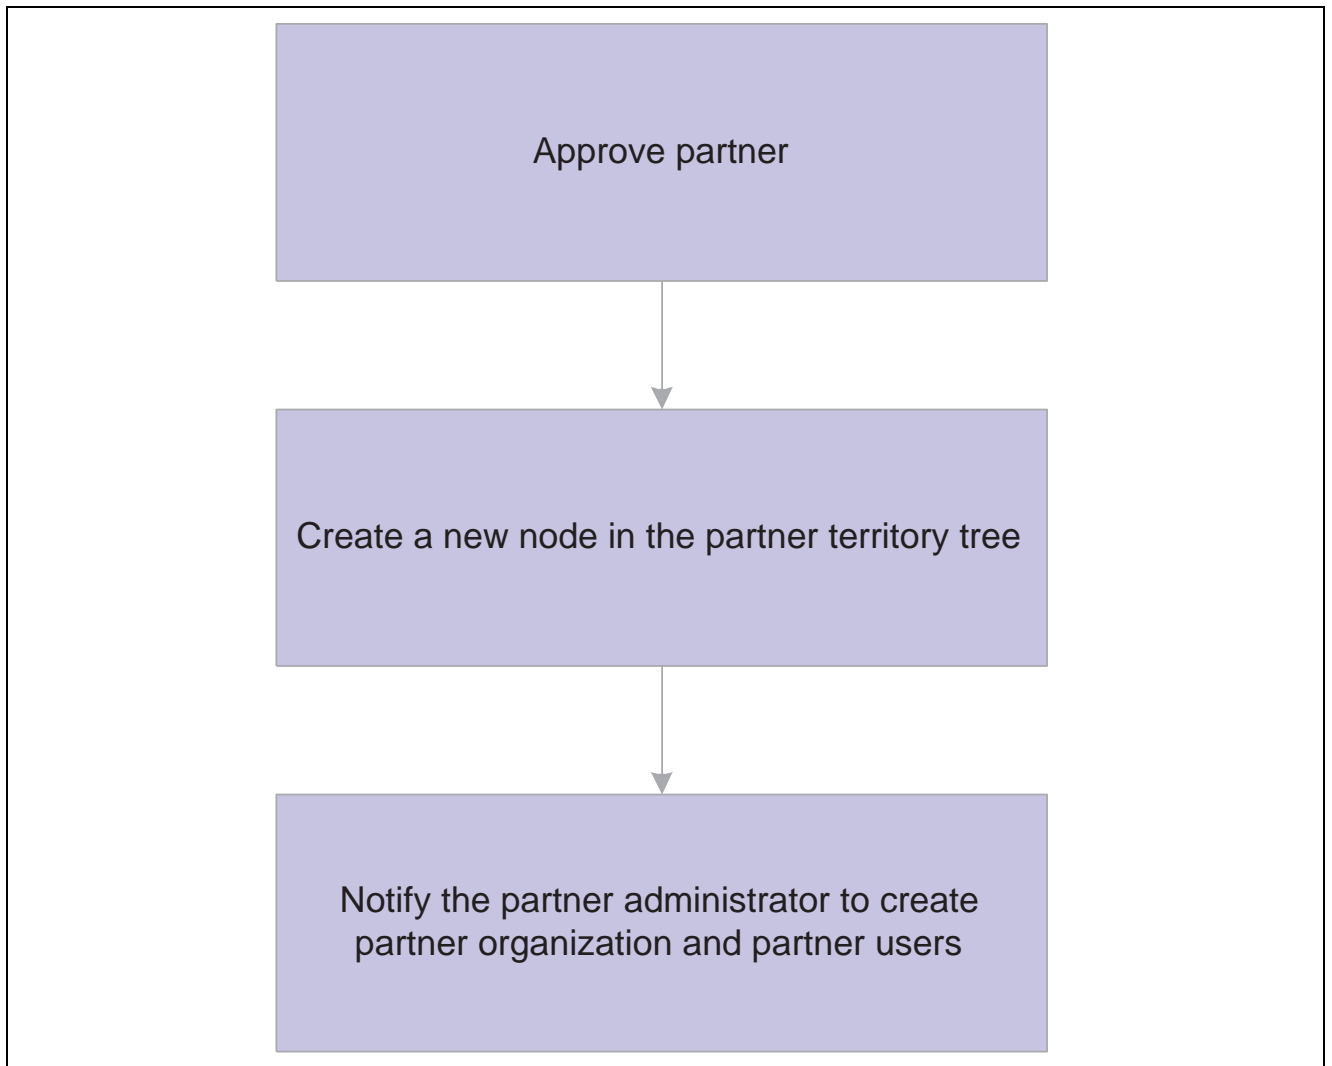 Approve partner
Create a new node in the partner territory tree
Notify the partner administrator to create
partner organization and partner users